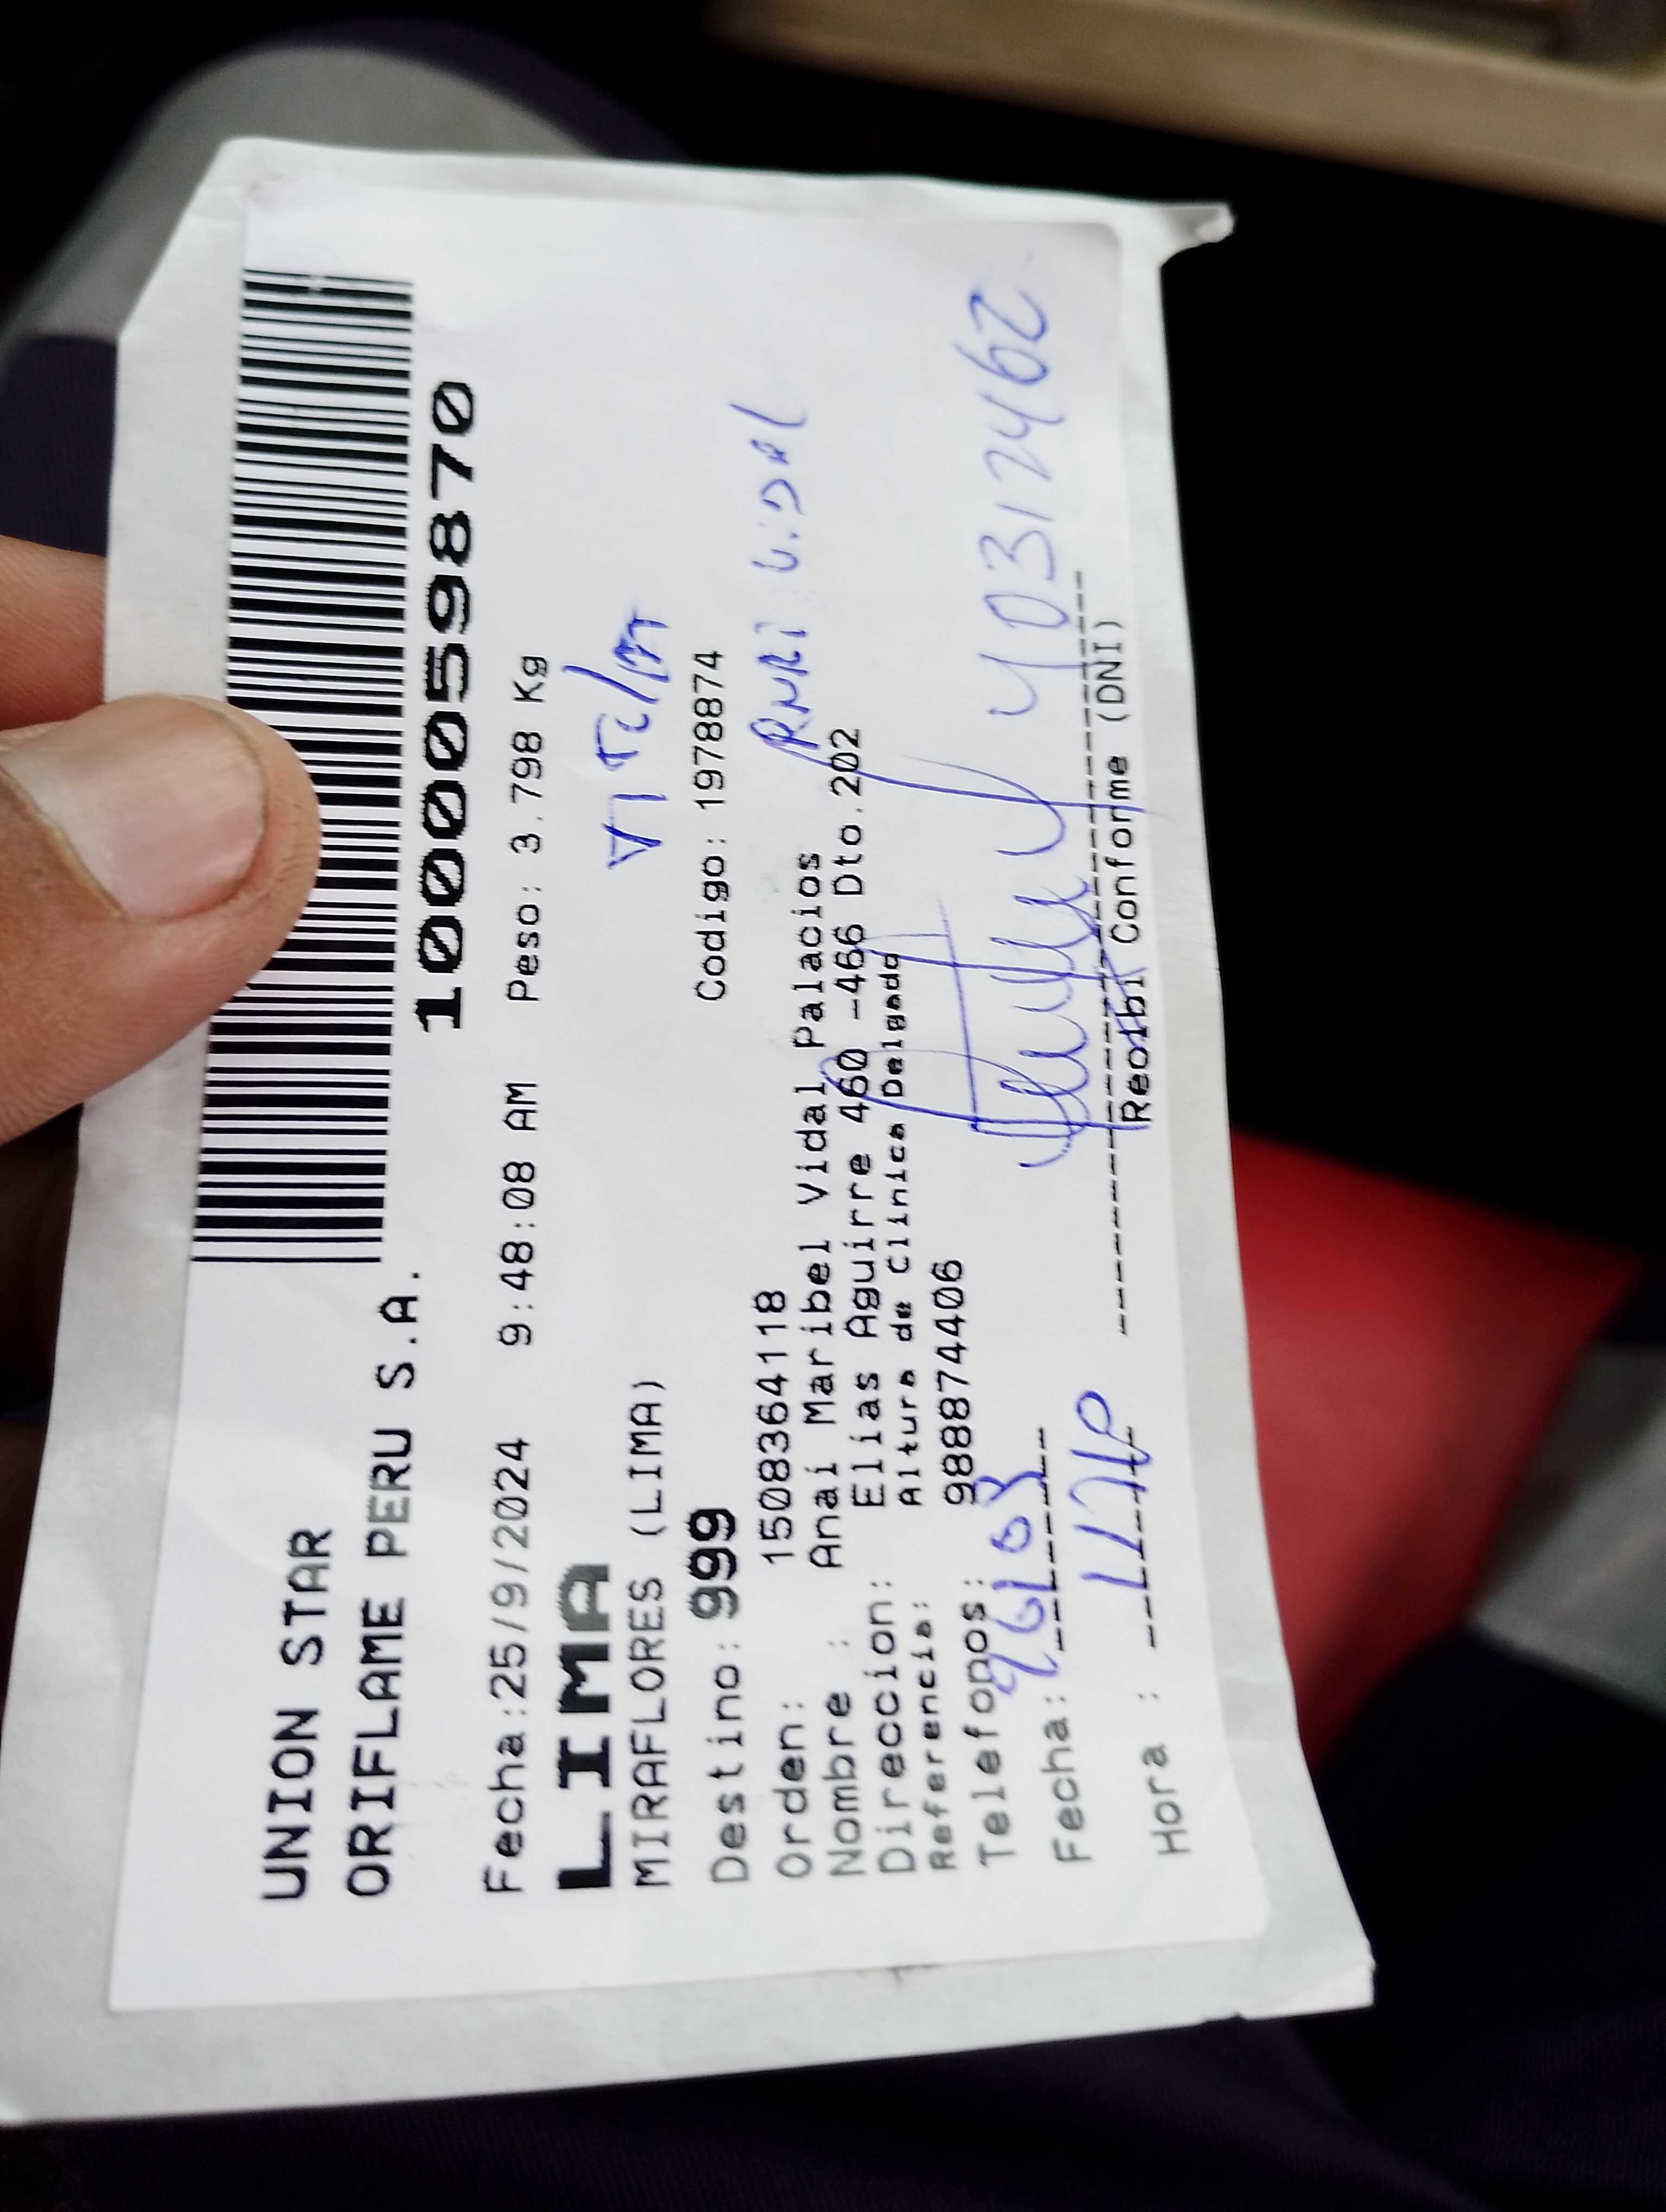 UNION STAR
ORIFLAME PERU S.A.
10000598870
Fecha:25/9/2024 9:48:08 AM Peso: 3.798 Kg
LIMA
MIRAFLORES (LIMA)
Destino: 999 Codigo: 1978874
Orden: 1508364118
Nombre : Anai Maribel Vidal Palacios
Direccion: Elias Aguirre 460 -466 Dto.202
Referencia: Altura de Clinica Delgado
Telefonos: 988874406
40317462
Fecha:
Hora :
Recibi Conforme (DNI)